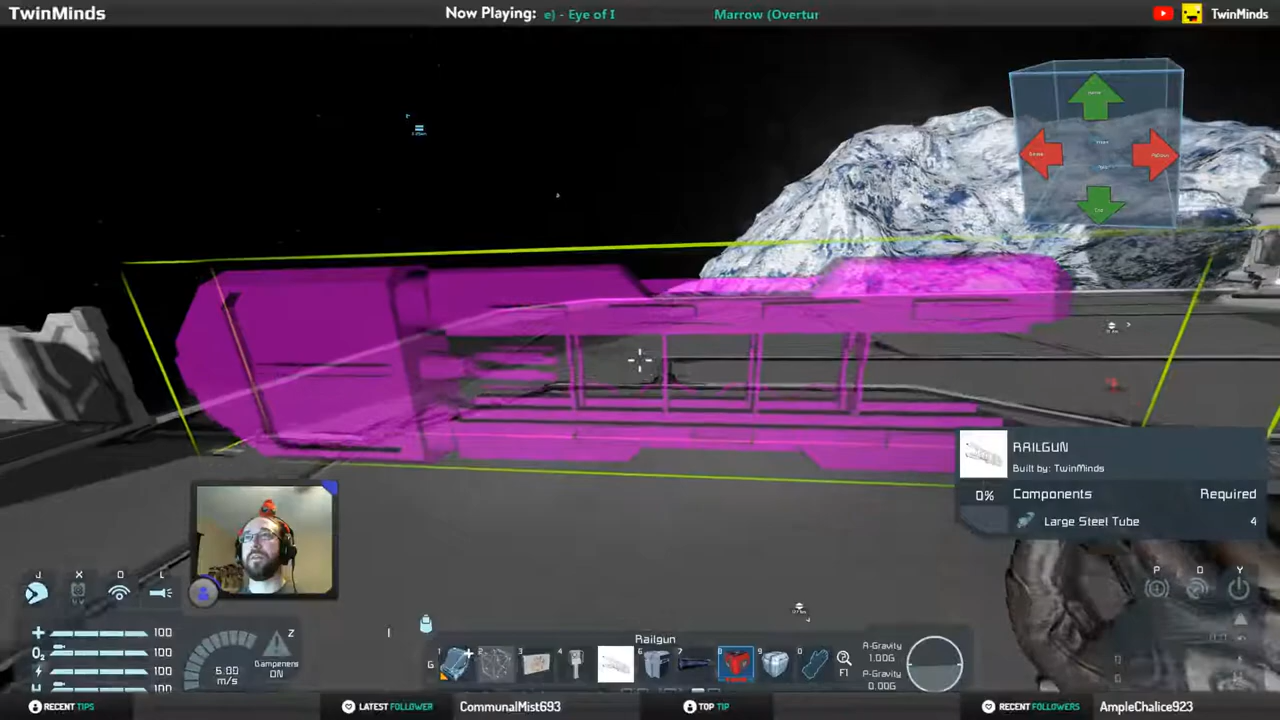 TwinMinds
Now Playing: e) - Eye of I Marrow (Overtur
TwinMinds
RAILGUN
Built by: TwinMinds
0% Components Required
Large Steel Tube 4
J X O L
P Y
100
O₂ 100
100
100
5.00
m/s
Z
Dampeners
ON
Railgun
G 1 2 3 4 6 7 9 0
F1
A-Gravity
1.00G
P-Gravity
0.00G
RECENT TIPS
LATEST FOLLOWER CommunalMist693
TOP TIP
RECENT FOLLOWERS AmpleChalice923